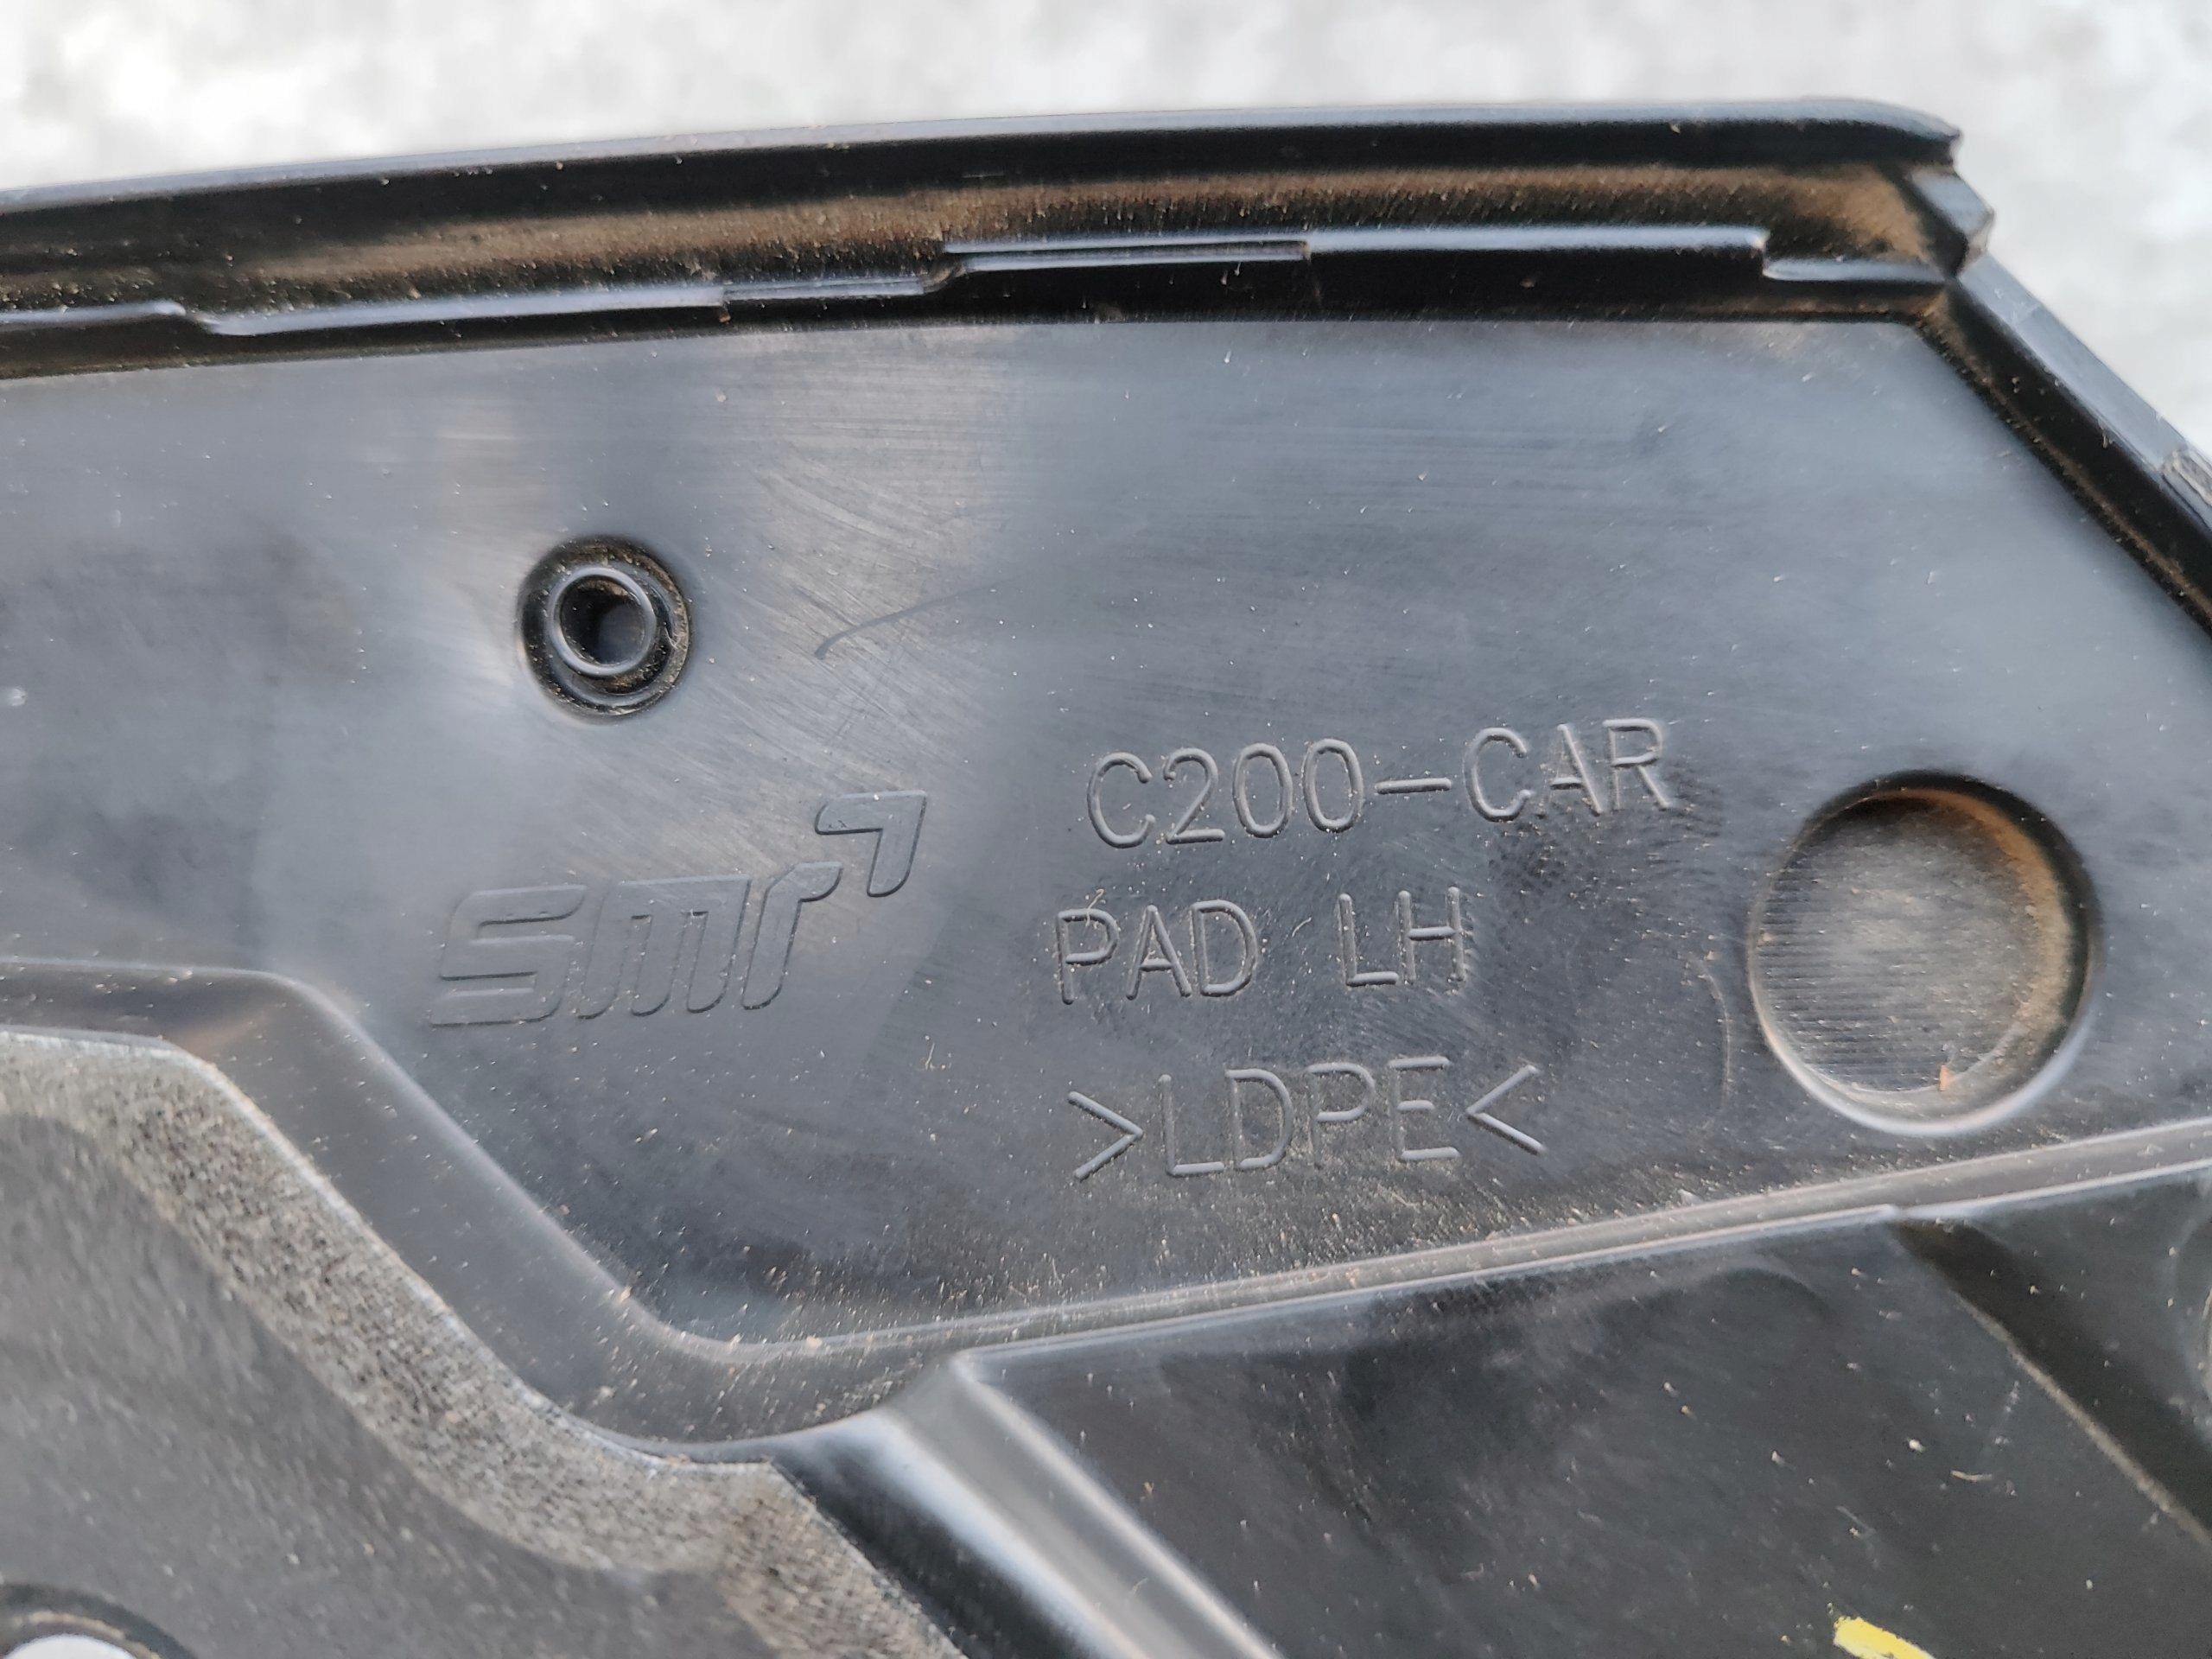 smr
C200-CAR
PAD LH
>LDPE<